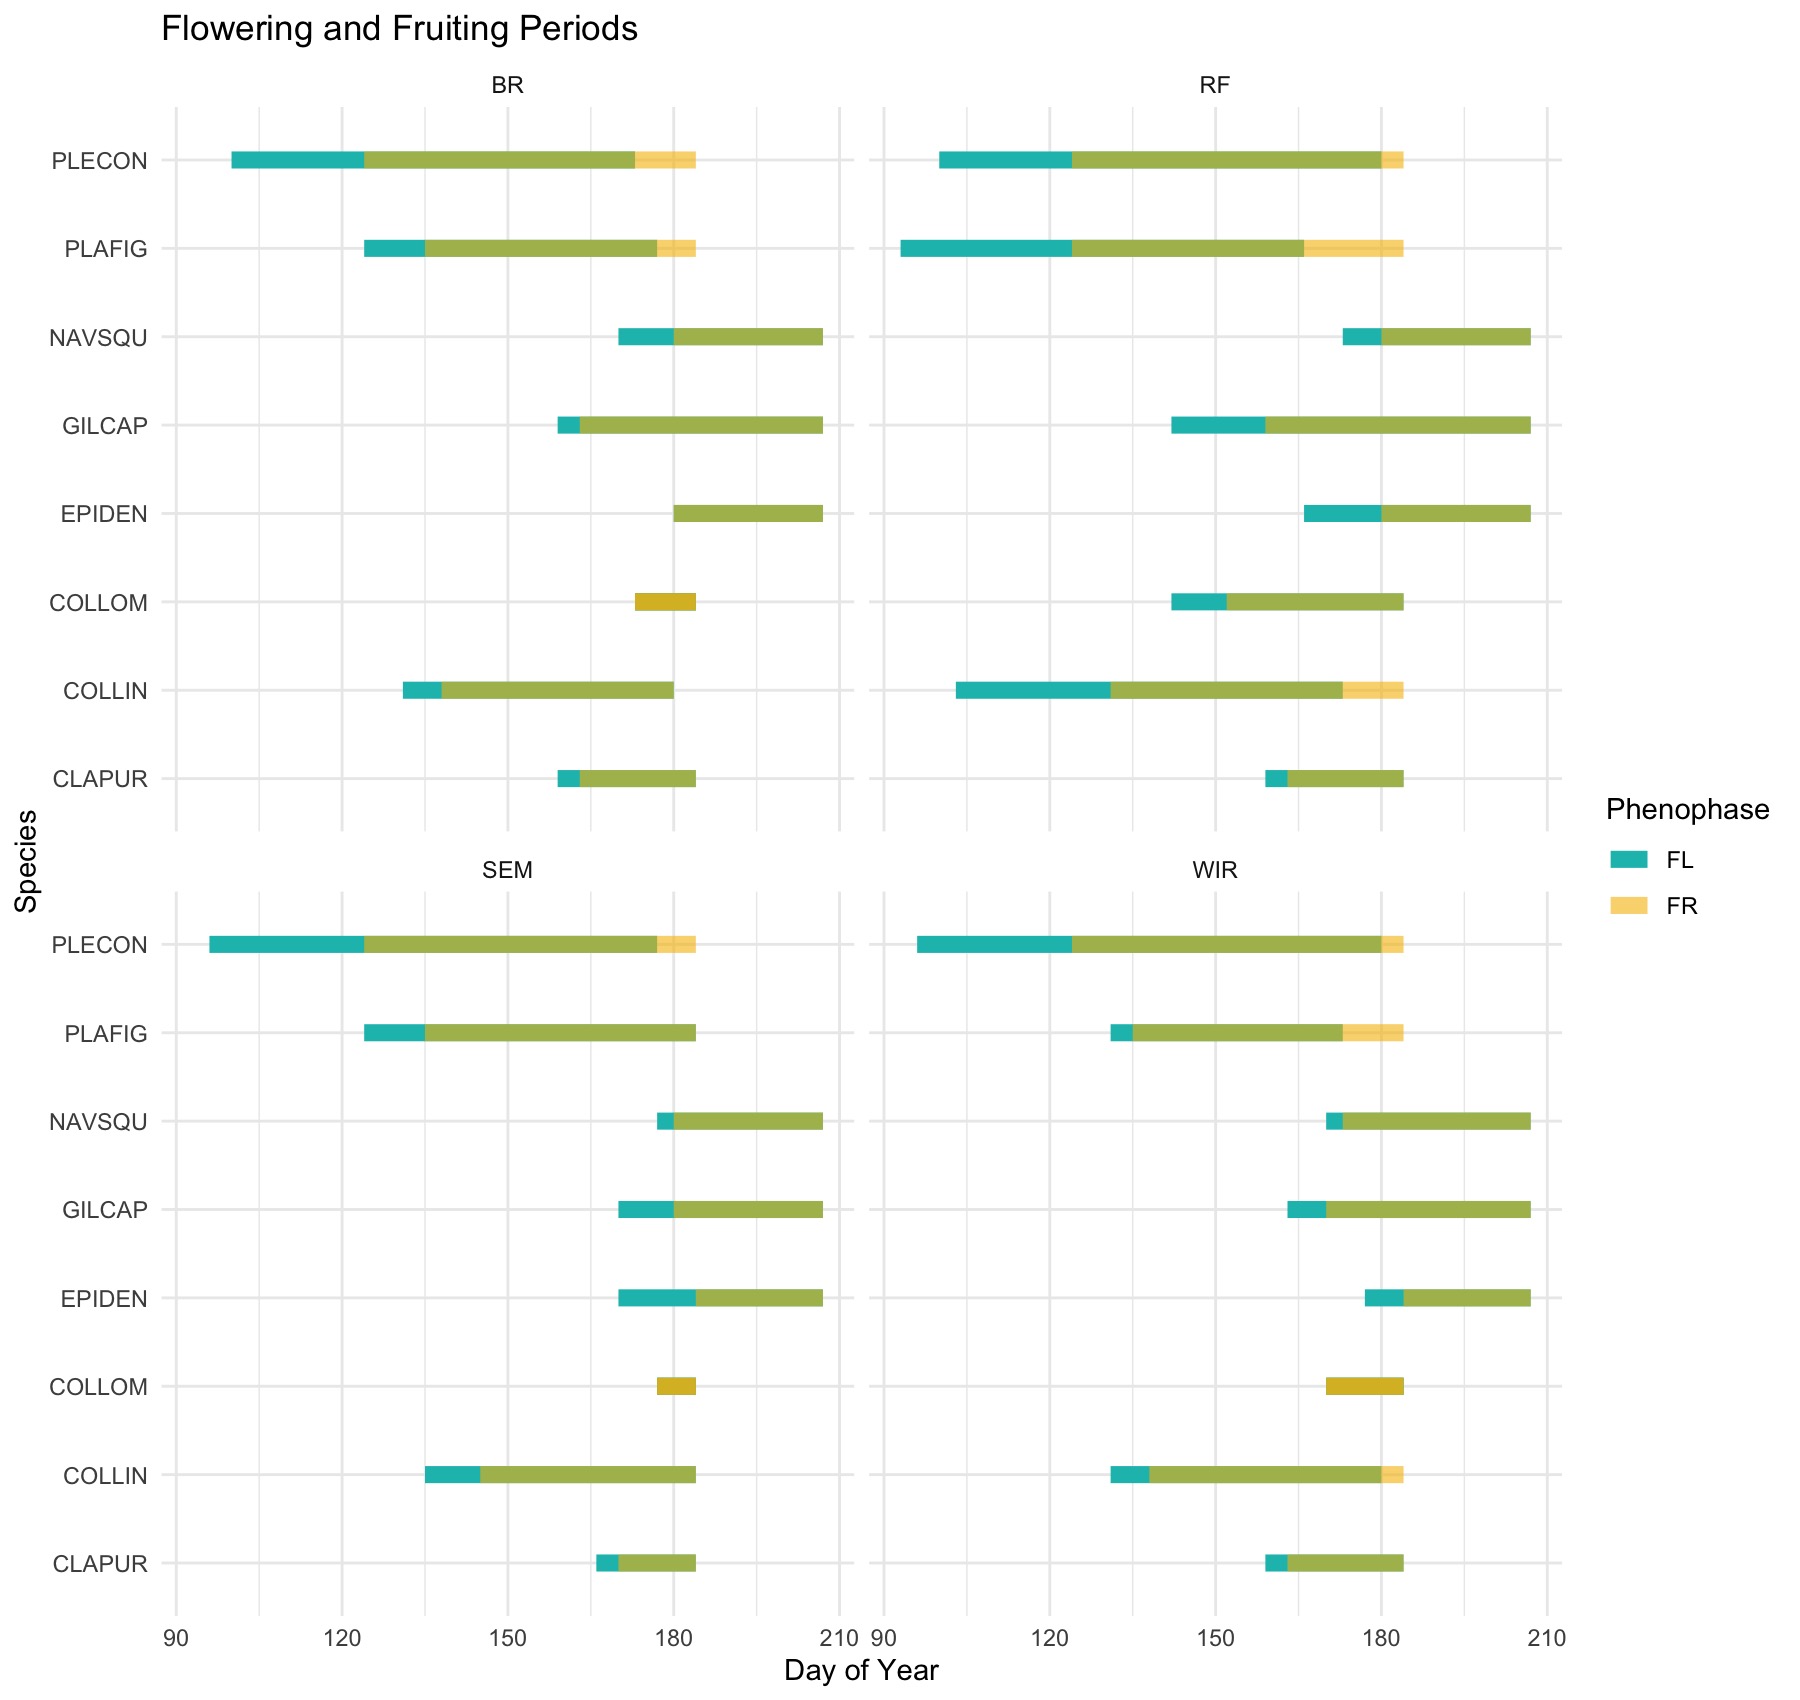 Flowering and Fruiting Periods
BR
RF
PLECON
PLAFIG
NAVSQU
GILCAP
EPIDEN
COLLOM
COLLIN
CLAPUR
Species
SEM
WIR
PLECON
PLAFIG
NAVSQU
GILCAP
EPIDEN
COLLOM
COLLIN
CLAPUR
90 120 150 180 210 90 120 150 180 210
Day of Year
Phenophase
FL
FR